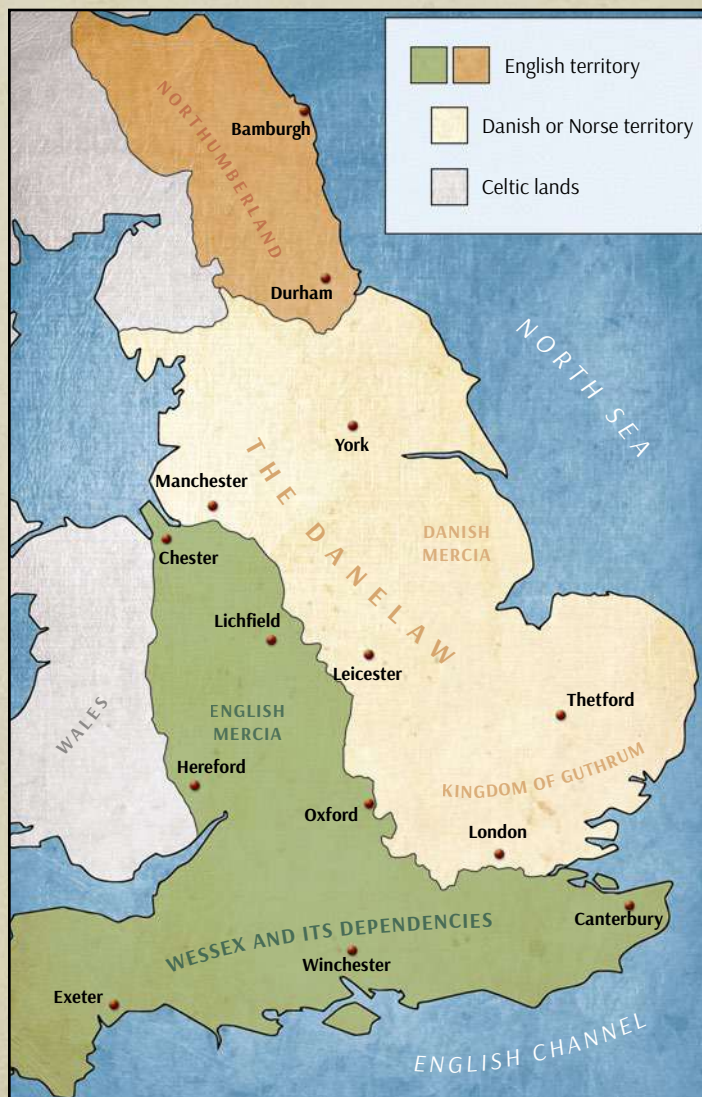 English territory
Danish or Norse territory
Celtic lands
NORTHUMBERLAND
Bamburgh
Durham
NORTH SEA
York
THE DANELAW
Manchester
DANISH
MERCIA
Chester
Lichfield
Leicester
WALES
ENGLISH
MERCIA
Thetford
Hereford
KINGDOM OF GUTHRUM
Oxford
London
WESSEX AND ITS DEPENDENCIES
Canterbury
Winchester
Exeter
ENGLISH CHANNEL